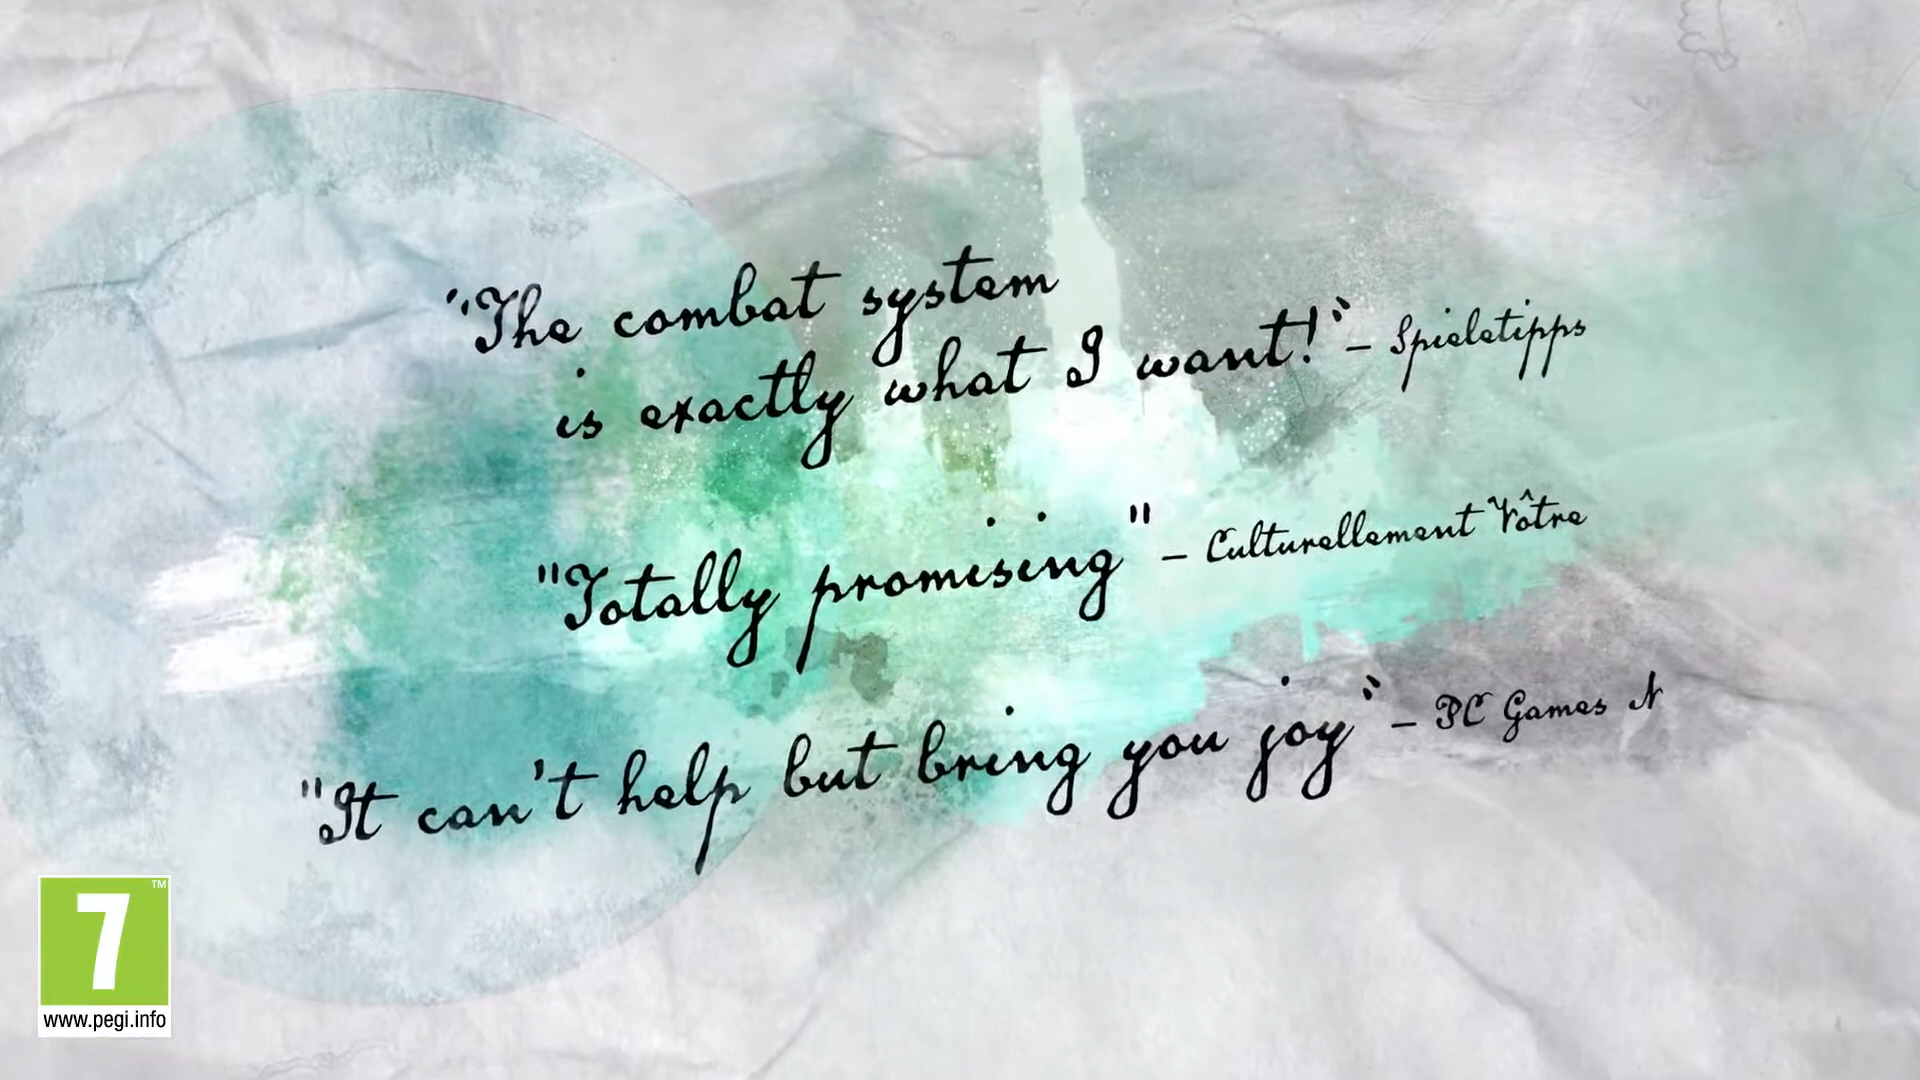 "The combat system
is exactly what I want!" – Spieletipps
"Totally promising" – Culturellement Vôtre
"It can't help but bring you joy" – PC Games N
7™
www.pegi.info